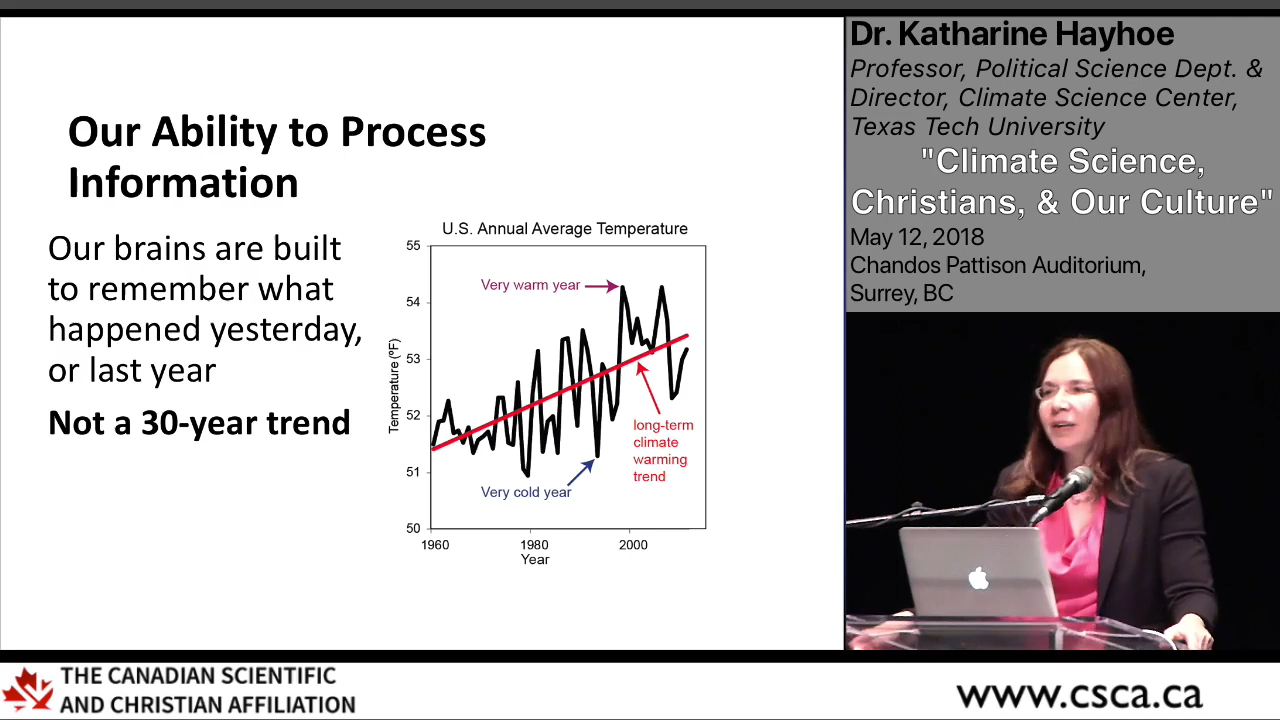 Our Ability to Process
Information
Our brains are built
to remember what
happened yesterday,
or last year
Not a 30-year trend
U.S. Annual Average Temperature
55
54
53
52
51
50
Temperature (ºF)
Very warm year
long-term
climate
warming
trend
Very cold year
1960
1980
2000
Year
Dr. Katharine Hayhoe
Professor, Political Science Dept. &
Director, Climate Science Center,
Texas Tech University
"Climate Science,
Christians, & Our Culture"
May 12, 2018
Chandos Pattison Auditorium,
Surrey, BC
THE CANADIAN SCIENTIFIC
AND CHRISTIAN AFFILIATION
www.csca.ca